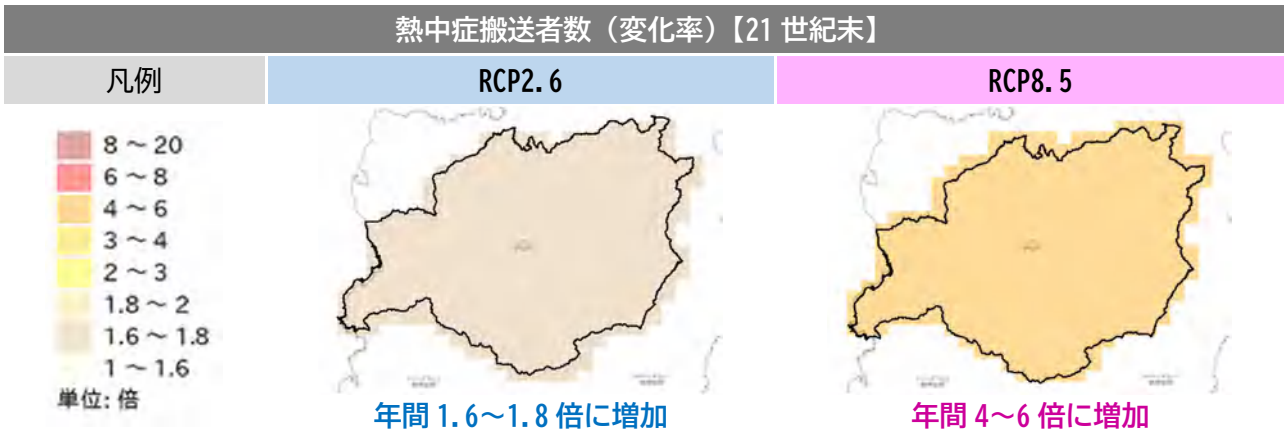 熱中症搬送者数（変化率）【21 世紀末】
凡例
RCP2.6
RCP8.5
8 ～ 20
6 ～ 8
4 ～ 6
3 ～ 4
2 ～ 3
1.8 ～ 2
1.6 ～ 1.8
1 ～ 1.6
単位: 倍
年間 1.6～1.8 倍に増加
年間 4～6 倍に増加